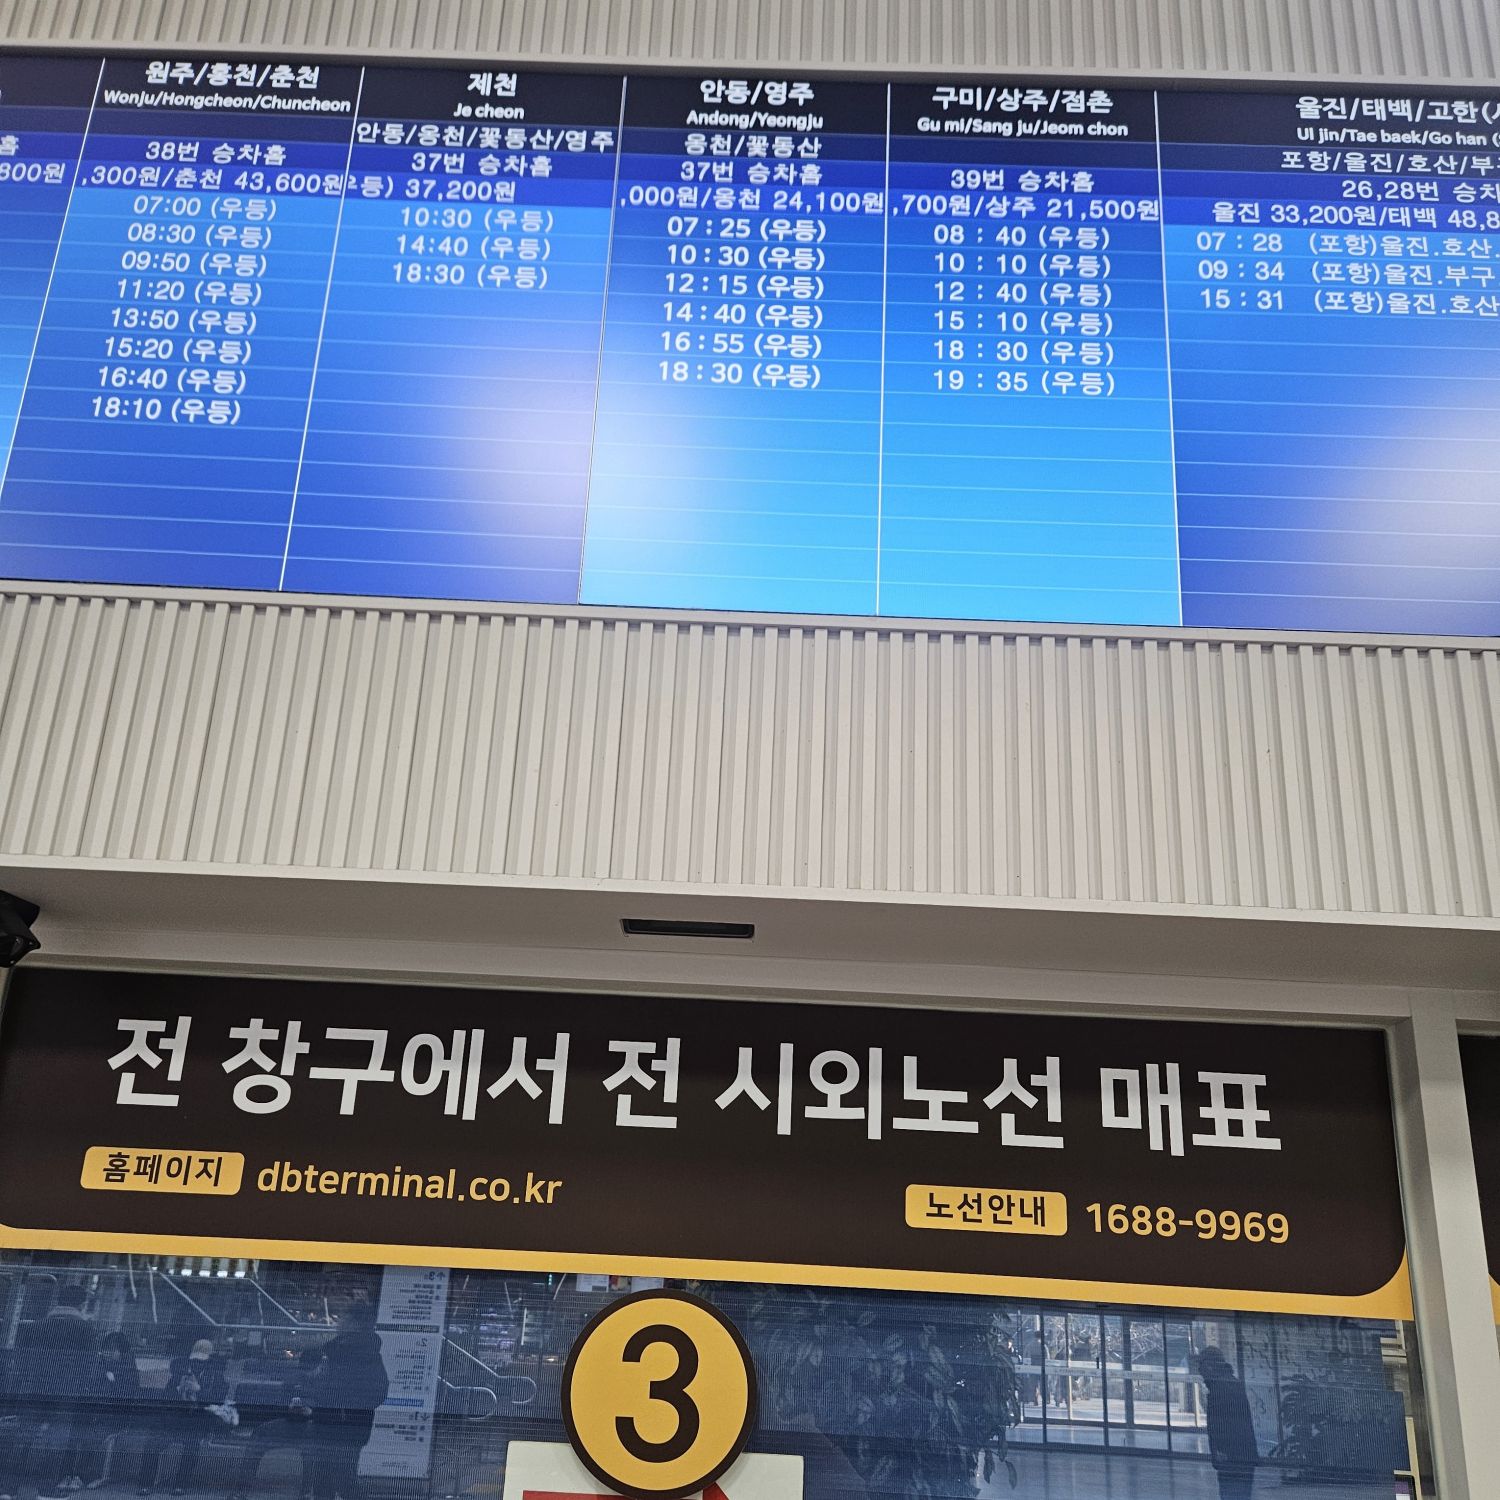 원주/홍천/춘천
Wonju/Hongcheon/Chuncheon
38번 승차홈
,300원/춘천 43,600원
07:00 (우등)
08:30 (우등)
09:50 (우등)
11:20 (우등)
13:50 (우등)
15:20 (우등)
16:40 (우등)
18:10 (우등)
제천
Je cheon
안동/옹천/꽃동산/영주
37번 승차홈
등) 37,200원
10:30 (우등)
14:40 (우등)
18:30 (우등)
안동/영주
Andong/Yeongju
옹천/꽃동산
37번 승차홈
,000원/옹천 24,100원
07:25 (우등)
10:30 (우등)
12:15 (우등)
14:40 (우등)
16:55 (우등)
18:30 (우등)
구미/상주/점촌
Gu mi/Sang ju/Jeom chon
39번 승차홈
,700원/상주 21,500원
08 : 40 (우등)
10 : 10 (우등)
12 : 40 (우등)
15 : 10 (우등)
18 : 30 (우등)
19 : 35 (우등)
울진/태백/고한(
Ul jin/Tae baek/Go han (
포항/울진/호산/부
26,28번 승차
울진 33,200원/태백 48,8
07 : 28 (포항)울진.호산.
09 : 34 (포항)울진.부구
15 : 31 (포항)울진.호산
홈
800원
전 창구에서 전 시외노선 매표
홈페이지 dbterminal.co.kr
노선안내 1688-9969
3